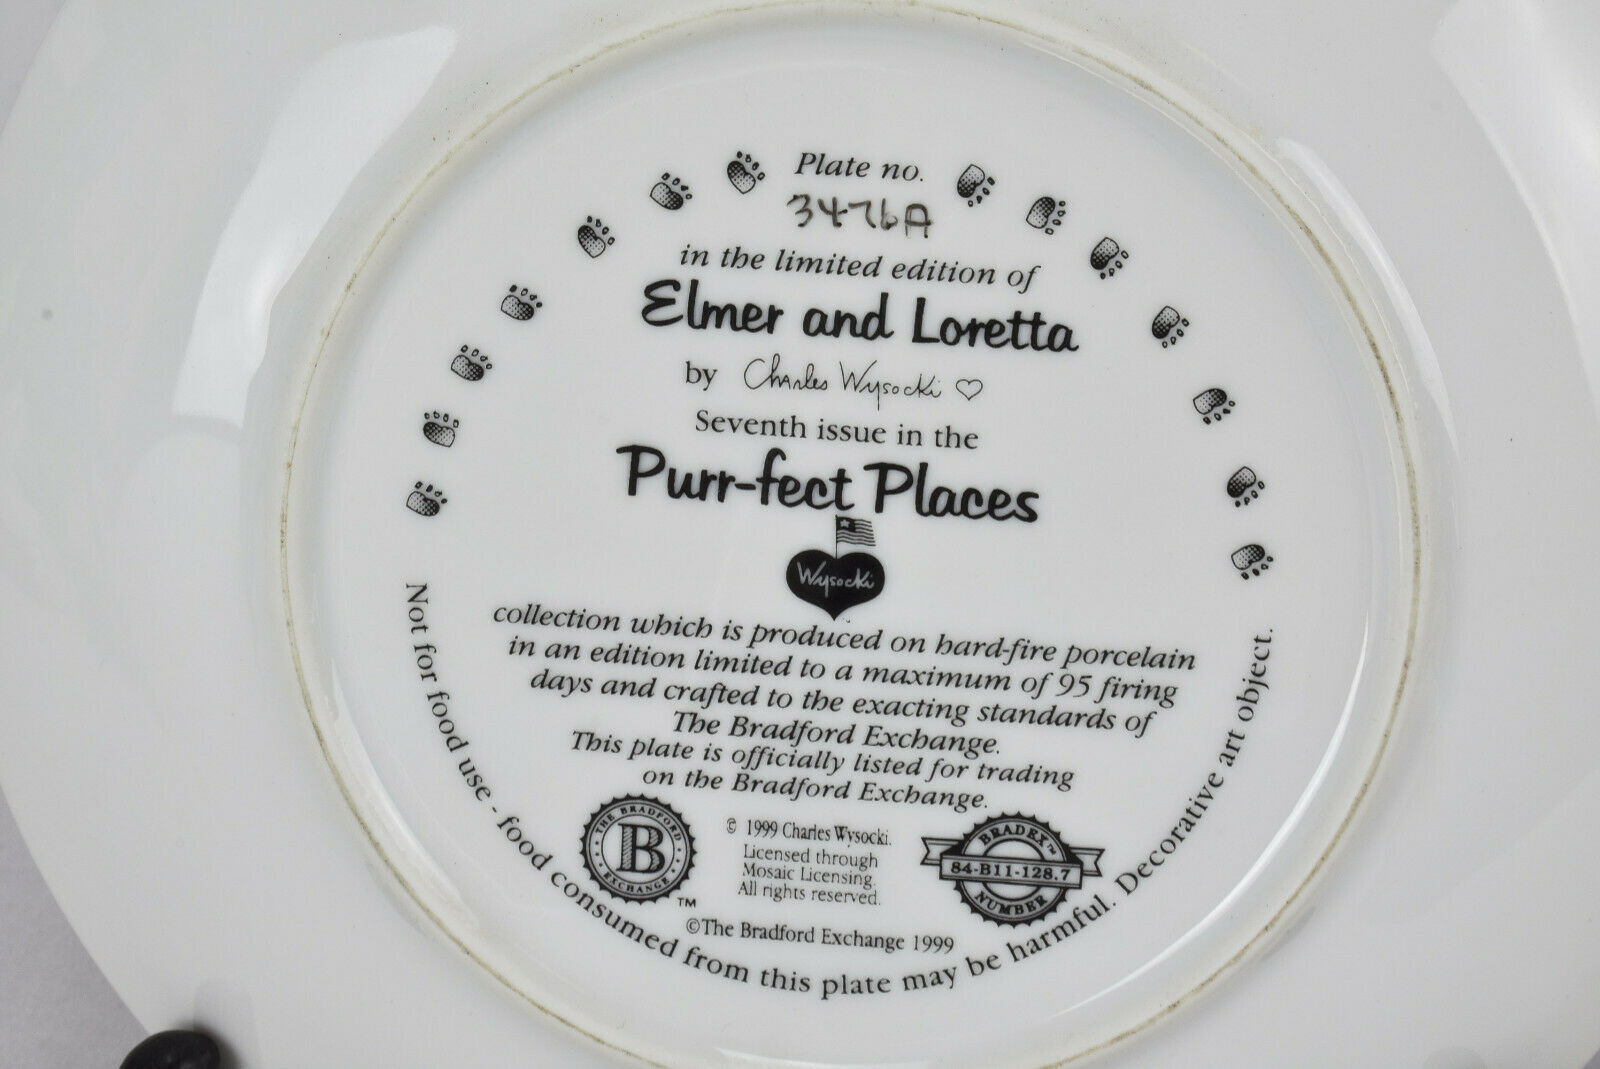 Plate no.
3476A
in the limited edition of
Elmer and Loretta
by Charles Wysocki
Seventh issue in the
Purr-fect Places
Wysocki
collection which is produced on hard-fire porcelain
in an edition limited to a maximum of 95 firing
days and crafted to the exacting standards of
The Bradford Exchange.
This plate is officially listed for trading
on the Bradford Exchange.
THE BRADFORD
B
EXCHANGE
™
© 1999 Charles Wysocki.
Licensed through
Mosaic Licensing.
All rights reserved.
BRADEX™
84-B11-128.7
NUMBER
©The Bradford Exchange 1999
Not for food use - food consumed from this plate may be harmful. Decorative art object.